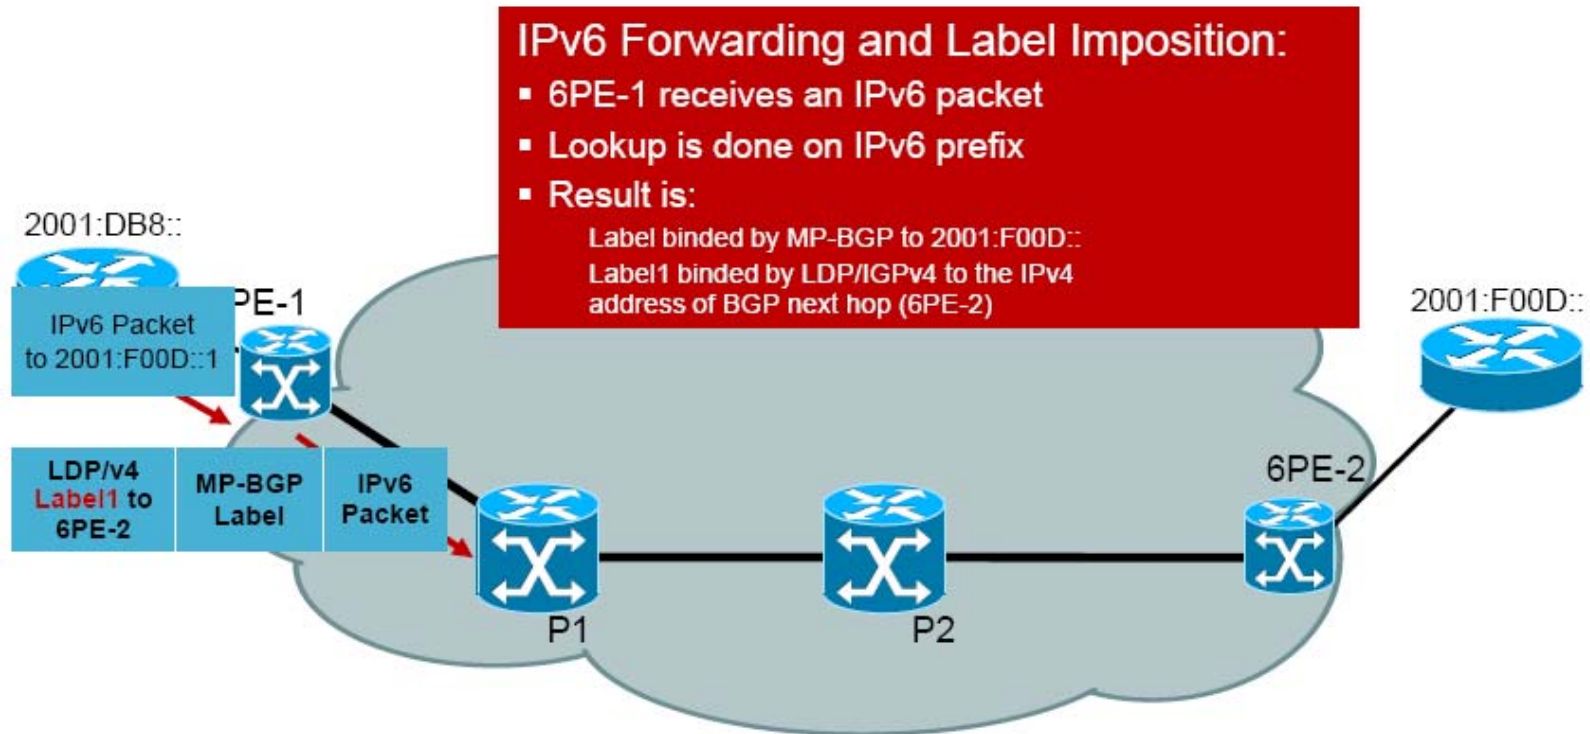 IPv6 Forwarding and Label Imposition:
▪ 6PE-1 receives an IPv6 packet
▪ Lookup is done on IPv6 prefix
▪ Result is:
Label binded by MP-BGP to 2001:F00D::
Label1 binded by LDP/IGPv4 to the IPv4
address of BGP next hop (6PE-2)
2001:DB8::
PE-1
IPv6 Packet
to 2001:F00D::1
2001:F00D::
LDP/v4
Label1 to
6PE-2
MP-BGP
Label
IPv6
Packet
6PE-2
P1
P2